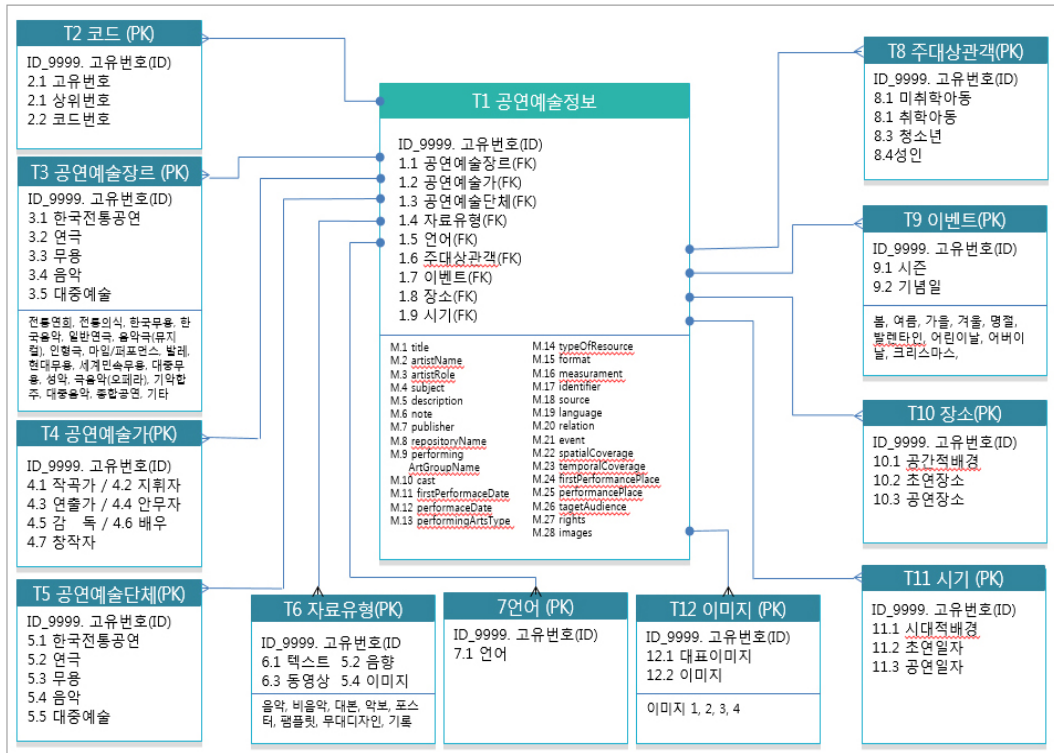 T2 코드 (PK)
ID_9999. 고유번호(ID)
2.1 고유번호
2.1 상위번호
2.2 코드번호
T3 공연예술장르 (PK)
ID_9999. 고유번호(ID)
3.1 한국전통공연
3.2 연극
3.3 무용
3.4 음악
3.5 대중예술
전통연희, 전통의식, 한국무용, 한
국음악, 일반연극, 음악극(뮤지
컬), 인형극, 마임/퍼포먼스, 발레,
현대무용, 세계민속무용, 대중무
용, 성악, 극음악(오페라), 기악합
주, 대중음악, 종합공연, 기타
T4 공연예술가(PK)
ID_9999. 고유번호(ID)
4.1 작곡가 / 4.2 지휘자
4.3 연출가 / 4.4 안무자
4.5 감 독 / 4.6 배우
4.7 창작자
T5 공연예술단체(PK)
ID_9999. 고유번호(ID)
5.1 한국전통공연
5.2 연극
5.3 무용
5.4 음악
5.5 대중예술
T1 공연예술정보
ID_9999. 고유번호(ID)
1.1 공연예술장르(FK)
1.2 공연예술가(FK)
1.3 공연예술단체(FK)
1.4 자료유형(FK)
1.5 언어(FK)
1.6 주대상관객(FK)
1.7 이벤트(FK)
1.8 장소(FK)
1.9 시기(FK)
M.1 title
M.2 artistName
M.3 artistRole
M.4 subject
M.5 description
M.6 note
M.7 publisher
M.8 repositoryName
M.9 performing
ArtGroupName
M.10 cast
M.11 firstPerformaceDate
M.12 performaceDate
M.13 performingArtsType
M.14 typeOfResource
M.15 format
M.16 measurament
M.17 identifier
M.18 source
M.19 language
M.20 relation
M.21 event
M.22 spatialCoverage
M.23 temporalCoverage
M.24 firstPerformancePlace
M.25 performancePlace
M.26 tagetAudience
M.27 rights
M.28 images
T6 자료유형(PK)
ID_9999. 고유번호(ID
6.1 텍스트 5.2 음향
6.3 동영상 5.4 이미지
음악, 비음악, 대본, 악보, 포스
터, 팸플릿, 무대디자인, 기록
7언어 (PK)
ID_9999. 고유번호(ID)
7.1 언어
T12 이미지 (PK)
ID_9999. 고유번호(ID)
12.1 대표이미지
12.2 이미지
이미지 1, 2, 3, 4
T8 주대상관객(PK)
ID_9999. 고유번호(ID)
8.1 미취학아동
8.1 취학아동
8.3 청소년
8.4성인
T9 이벤트(PK)
ID_9999. 고유번호(ID)
9.1 시즌
9.2 기념일
봄, 여름, 가을, 겨울, 명절,
발렌타인, 어린이날, 어버이
날, 크리스마스,
T10 장소(PK)
ID_9999. 고유번호(ID)
10.1 공간적배경
10.2 초연장소
10.3 공연장소
T11 시기 (PK)
ID_9999. 고유번호(ID)
11.1 시대적배경
11.2 초연일자
11.3 공연일자